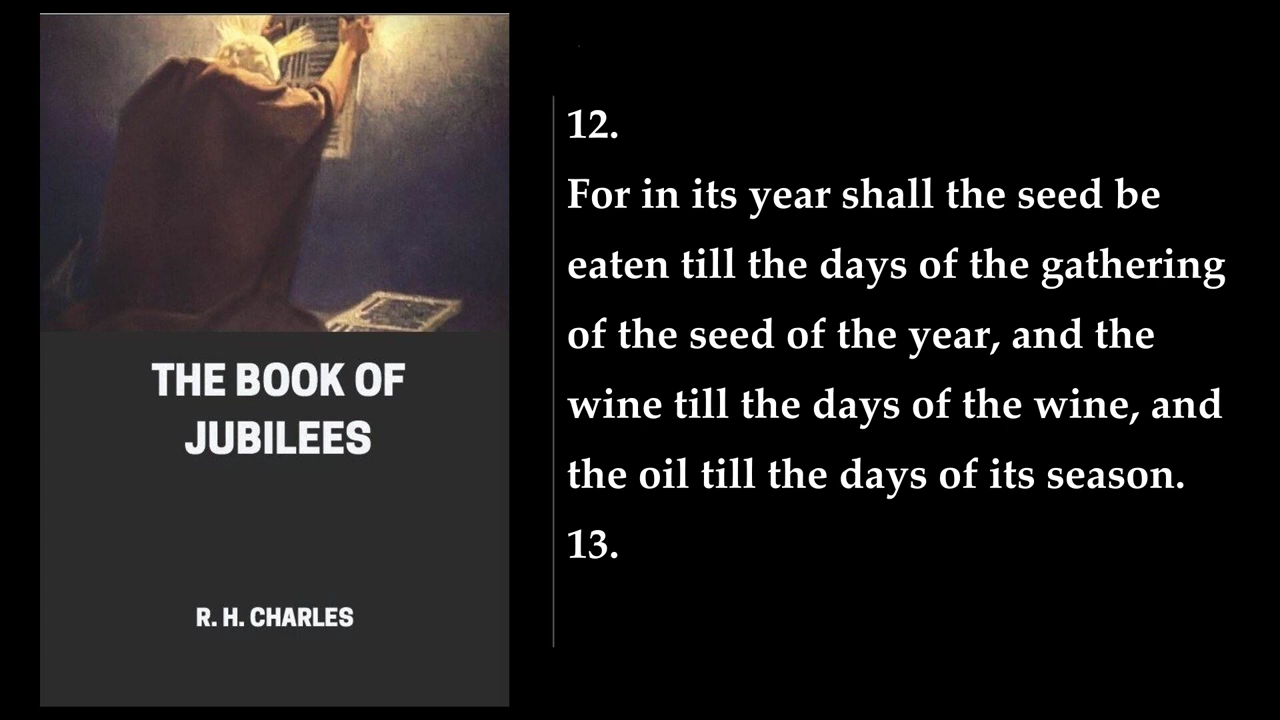 THE BOOK OF
JUBILEES
R. H. CHARLES
12.
For in its year shall the seed be
eaten till the days of the gathering
of the seed of the year, and the
wine till the days of the wine, and
the oil till the days of its season.
13.